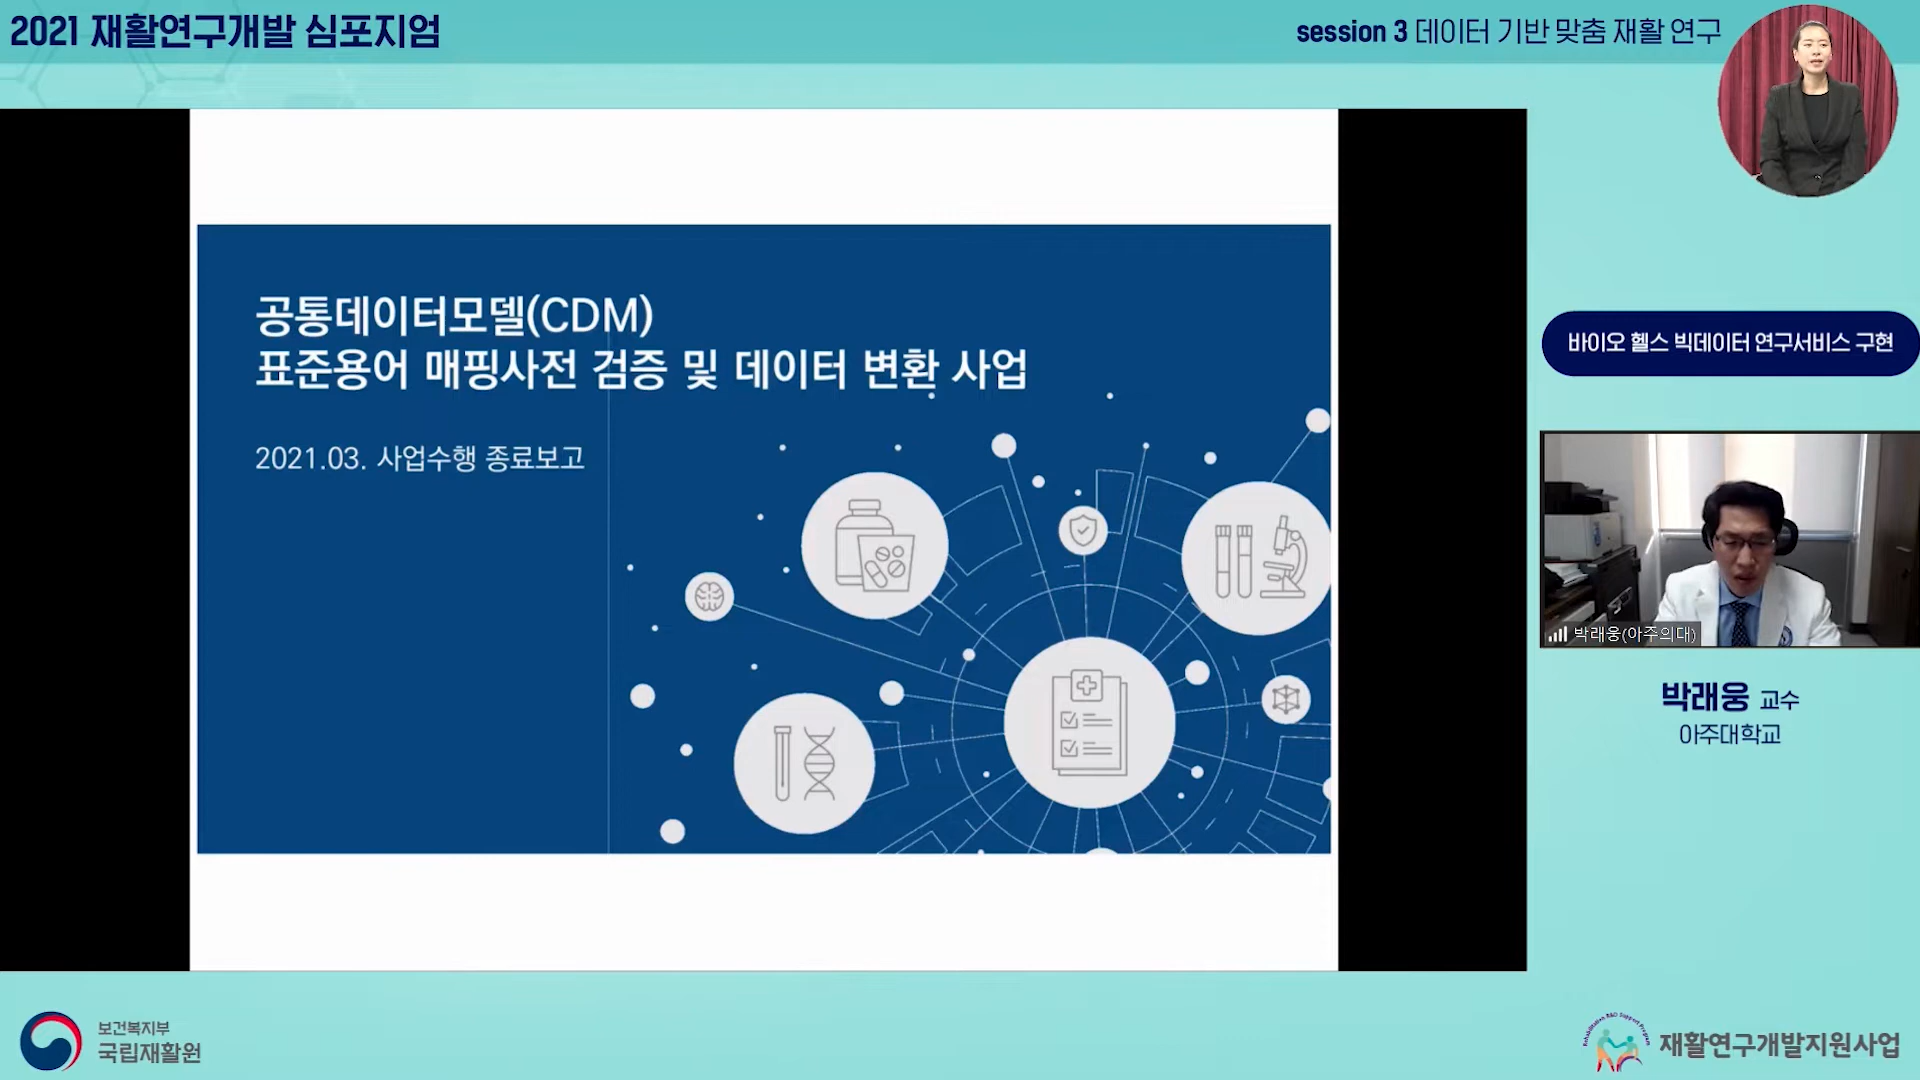 2021 재활연구개발 심포지엄
session 3 데이터 기반 맞춤 재활 연구
공통데이터모델(CDM)
표준용어 매핑사전 검증 및 데이터 변환 사업
2021.03. 사업수행 종료보고
바이오 헬스 빅데이터 연구서비스 구현
박래웅(아주의대)
박래웅 교수
아주대학교
보건복지부
국립재활원
Rehabilitation R&D Support Program
재활연구개발지원사업